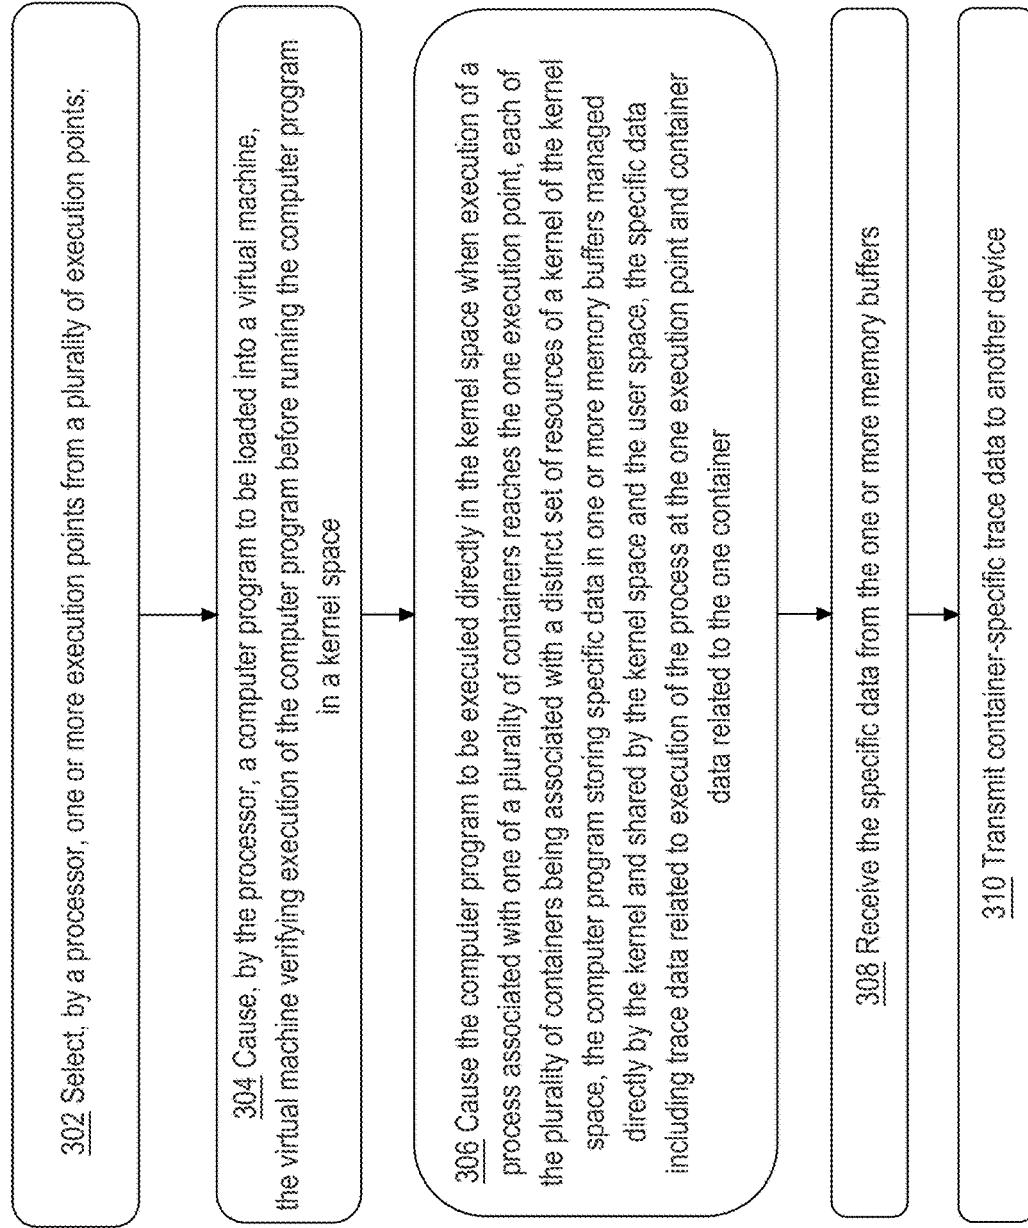 302 Select, by a processor, one or more execution points from a plurality of execution points;
304 Cause, by the processor, a computer program to be loaded into a virtual machine,
the virtual machine verifying execution of the computer program before running the computer program
in a kernel space
306 Cause the computer program to be executed directly in the kernel space when execution of a
process associated with one of a plurality of containers reaches the one execution point, each of
the plurality of containers being associated with a distinct set of resources of a kernel of the kernel
space, the computer program storing specific data in one or more memory buffers managed
directly by the kernel and shared by the kernel space and the user space, the specific data
including trace data related to execution of the process at the one execution point and container
data related to the one container
308 Receive the specific data from the one or more memory buffers
310 Transmit container-specific trace data to another device